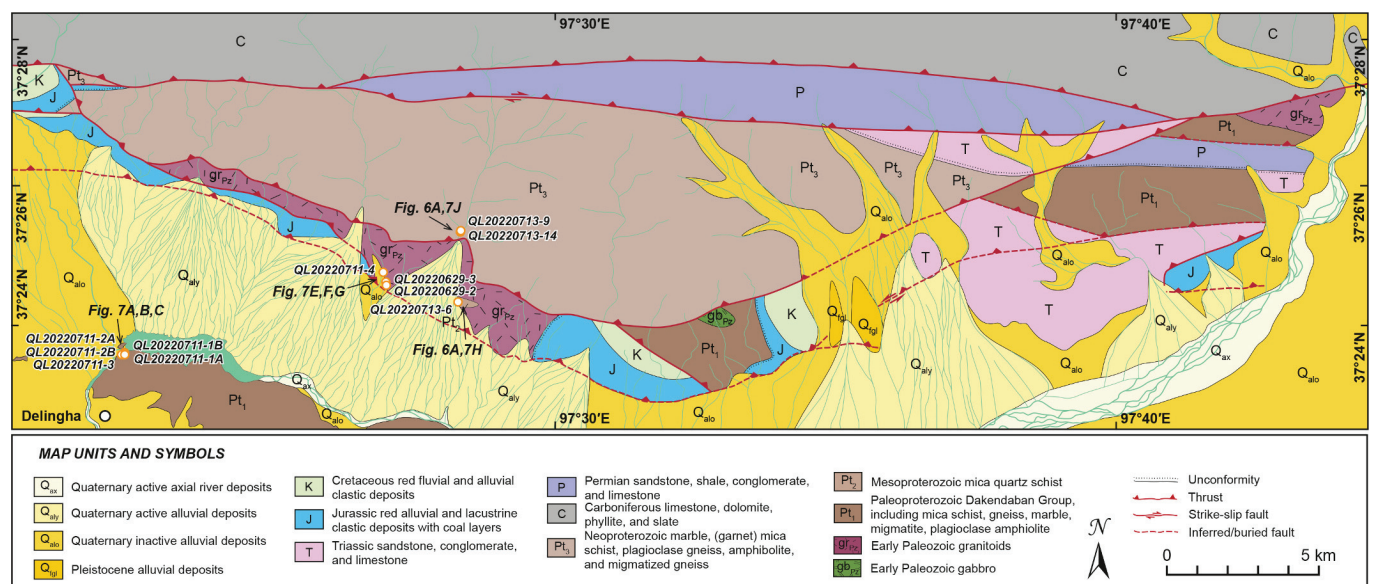 97°30′E
97°40′E
C
C
C
37°28′N
37°28′N
K
Pt3
J
C
Qalo
P
grPz
Pt1
J
T
P
grPz
Pt3
Pt3
Pt3
Pt3
T
37°26′N
37°26′N
Fig. 6A,7J
QL20220713-9
QL20220713-14
Qalo
Pt1
J
T
T
grPz
T
Qalo
Qalo
Qaly
QL20220711-4
QL20220629-3
QL20220629-2
Fig. 7E,F,G
Qalo
J
37°24′N
37°24′N
Fig. 7A,B,C
QL20220713-6
Pt2
grPz
gbPz
K
Qfgl
Qfgl
T
QL20220711-2A
QL20220711-1B
QL20220711-2B
QL20220711-1A
QL20220711-3
Fig. 6A,7H
K
Pt1
J
Qaly
Qax
J
Qaly
Qalo
Qalo
Qax
Qaly
Pt1
Delingha
Qalo
Qalo
97°30′E
97°40′E
MAP UNITS AND SYMBOLS
Qax Quaternary active axial river deposits
Qaly Quaternary active alluvial deposits
Qalo Quaternary inactive alluvial deposits
Qfgl Pleistocene alluvial deposits
K Cretaceous red fluvial and alluvial
clastic deposits
J Jurassic red alluvial and lacustrine
clastic deposits with coal layers
T Triassic sandstone, conglomerate,
and limestone
P Permian sandstone, shale, conglomerate,
and limestone
C Carboniferous limestone, dolomite,
phyllite, and slate
Pt3 Neoproterozoic marble, (garnet) mica
schist, plagioclase gneiss, amphibolite,
and migmatized gneiss
Pt2 Mesoproterozoic mica quartz schist
Pt1 Paleoproterozoic Dakendaban Group,
including mica schist, gneiss, marble,
migmatite, plagioclase amphiolite
grPz Early Paleozoic granitoids
gbPz Early Paleozoic gabbro
Unconformity
Thrust
Strike-slip fault
Inferred/buried fault
N
0 5 km